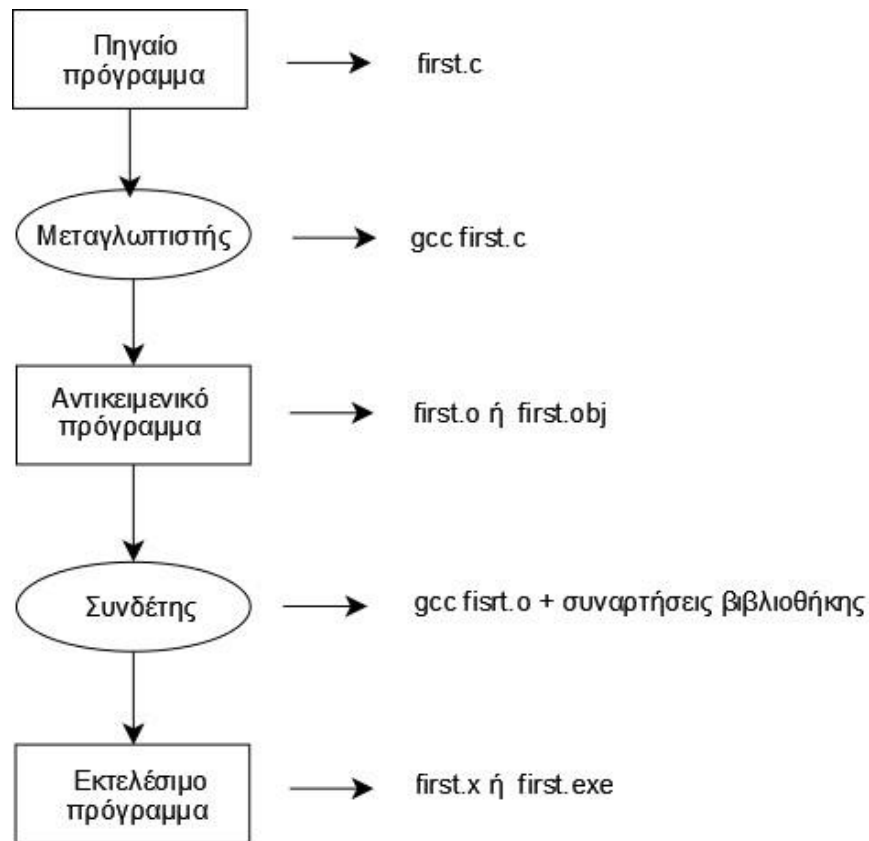 Πηγαίο
πρόγραμμα
first.c
Μεταγλωττιστής
gcc first.c
Αντικειμενικό
πρόγραμμα
first.o ή first.obj
Συνδέτης
gcc fisrt.o + συναρτήσεις βιβλιοθήκης
Εκτελέσιμο
πρόγραμμα
first.x ή first.exe